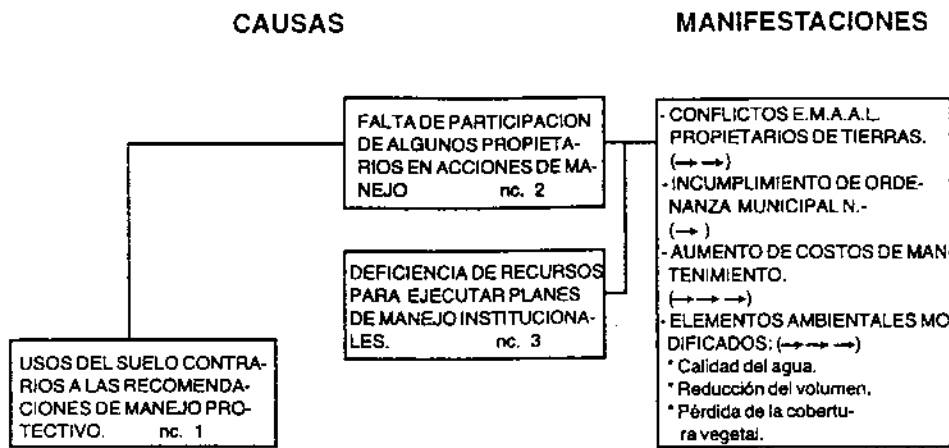 CAUSAS
MANIFESTACIONES
FALTA DE PARTICIPACION
DE ALGUNOS PROPIETA-
RIOS EN ACCIONES DE MA-
NEJO nc. 2
DEFICIENCIA DE RECURSOS
PARA EJECUTAR PLANES
DE MANEJO INSTITUCIONA-
LES. nc. 3
USOS DEL SUELO CONTRA-
RIOS A LAS RECOMENDA-
CIONES DE MANEJO PRO-
TECTIVO. nc. 1
- CONFLICTOS E.M.A.A.L.
PROPIETARIOS DE TIERRAS.
(→ →)
- INCUMPLIMIENTO DE ORDE-
NANZA MUNICIPAL N.-
(→ )
- AUMENTO DE COSTOS DE MAN
TENIMIENTO.
(→ → →)
- ELEMENTOS AMBIENTALES MO
DIFICADOS: (→ → →)
* Calidad del agua.
* Reducción del volumen.
* Pérdida de la cobertu-
ra vegetal.